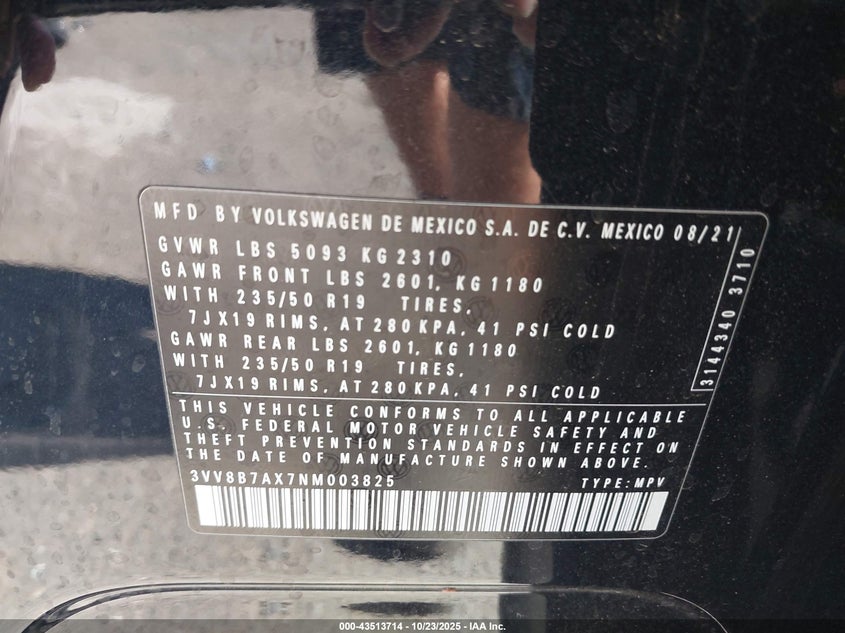 MFD BY VOLKSWAGEN DE MEXICO S.A. DE C.V. MEXICO 08/21
GVWR LBS 5093 KG 2310
GAWR FRONT LBS 2601, KG 1180
WITH 235/50 R19 TIRES,
7JX19 RIMS, AT 280 KPA, 41 PSI COLD
GAWR REAR LBS 2601, KG 1180
WITH 235/50 R19 TIRES,
7JX19 RIMS, AT 280 KPA, 41 PSI COLD
3144340 3710
THIS VEHICLE CONFORMS TO ALL APPLICABLE
U.S. FEDERAL MOTOR VEHICLE SAFETY AND
THEFT PREVENTION STANDARDS IN EFFECT ON
THE DATE OF MANUFACTURE SHOWN ABOVE.
3VV8B7AX7NM003825 TYPE: MPV
000-43513714 - 10/23/2025 - IAA Inc.